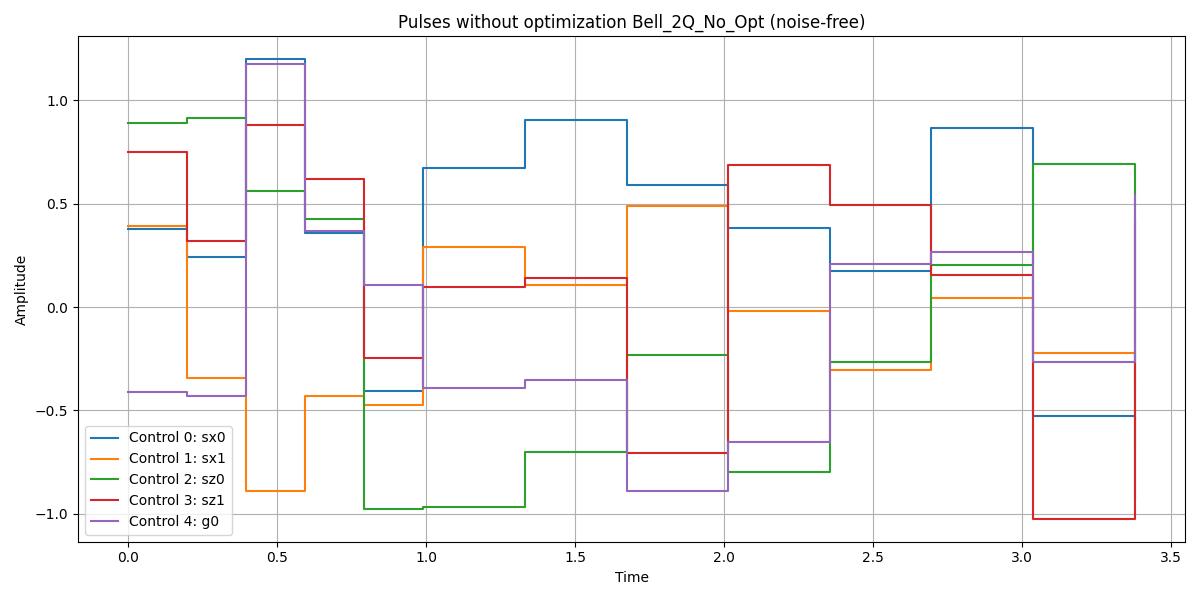 Pulses without optimization Bell_2Q_No_Opt (noise-free)
Amplitude
1.0
0.5
0.0
−0.5
−1.0
Control 0: sx0
Control 1: sx1
Control 2: sz0
Control 3: sz1
Control 4: g0
0.0 0.5 1.0 1.5 2.0 2.5 3.0 3.5
Time